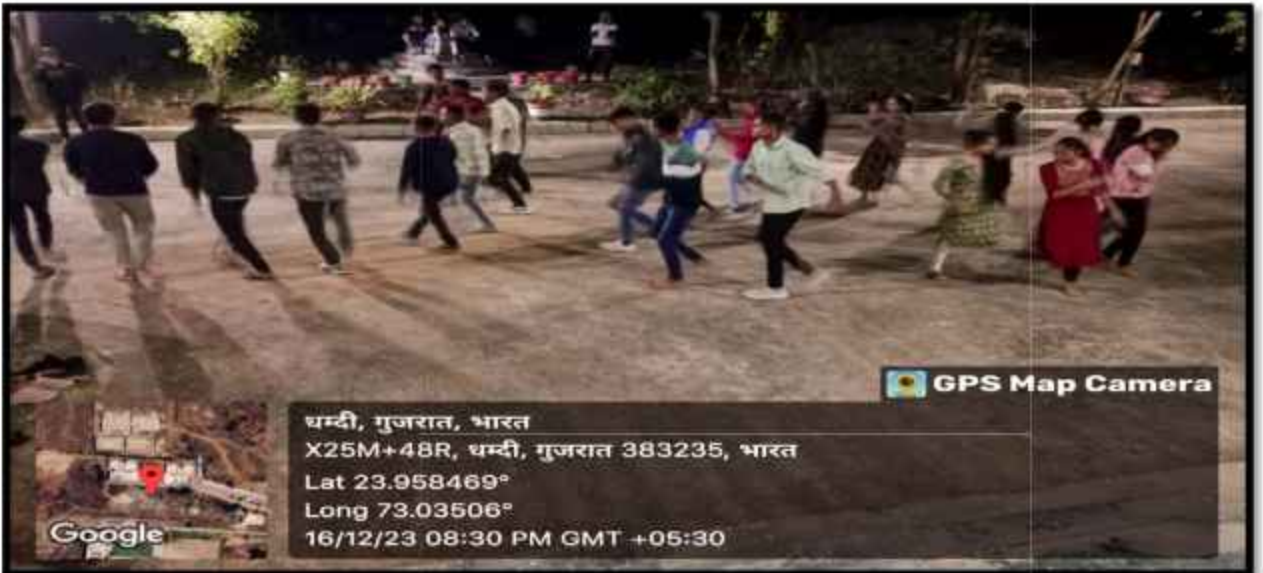 GPS Map Camera
धम्दी, गुजरात, भारत
X25M+48R, धम्दी, गुजरात 383235, भारत
Lat 23.958469°
Long 73.03506°
16/12/23 08:30 PM GMT +05:30
Google